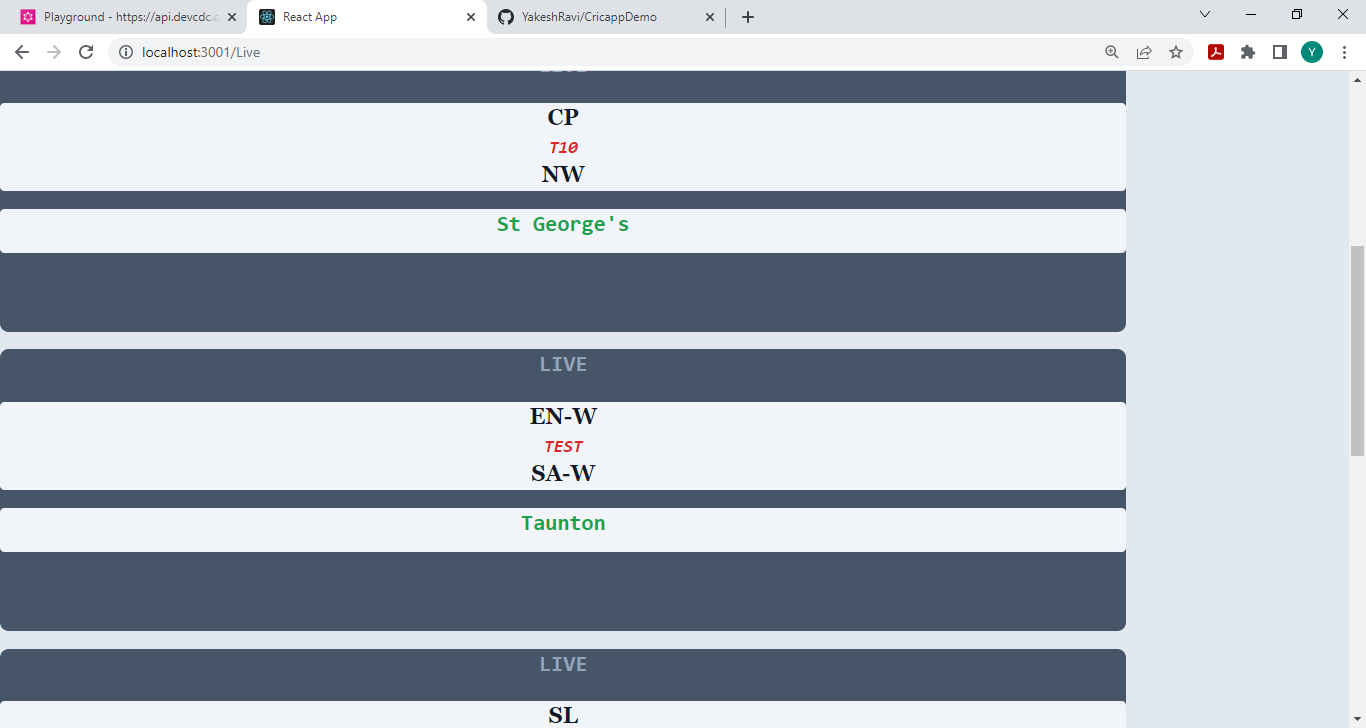 Playground - https://api.devcdc.c
React App
YakeshRavi/CricappDemo
localhost:3001/Live
Y
LIVE
CP
T10
NW
St George's
LIVE
EN-W
TEST
SA-W
Taunton
LIVE
SL